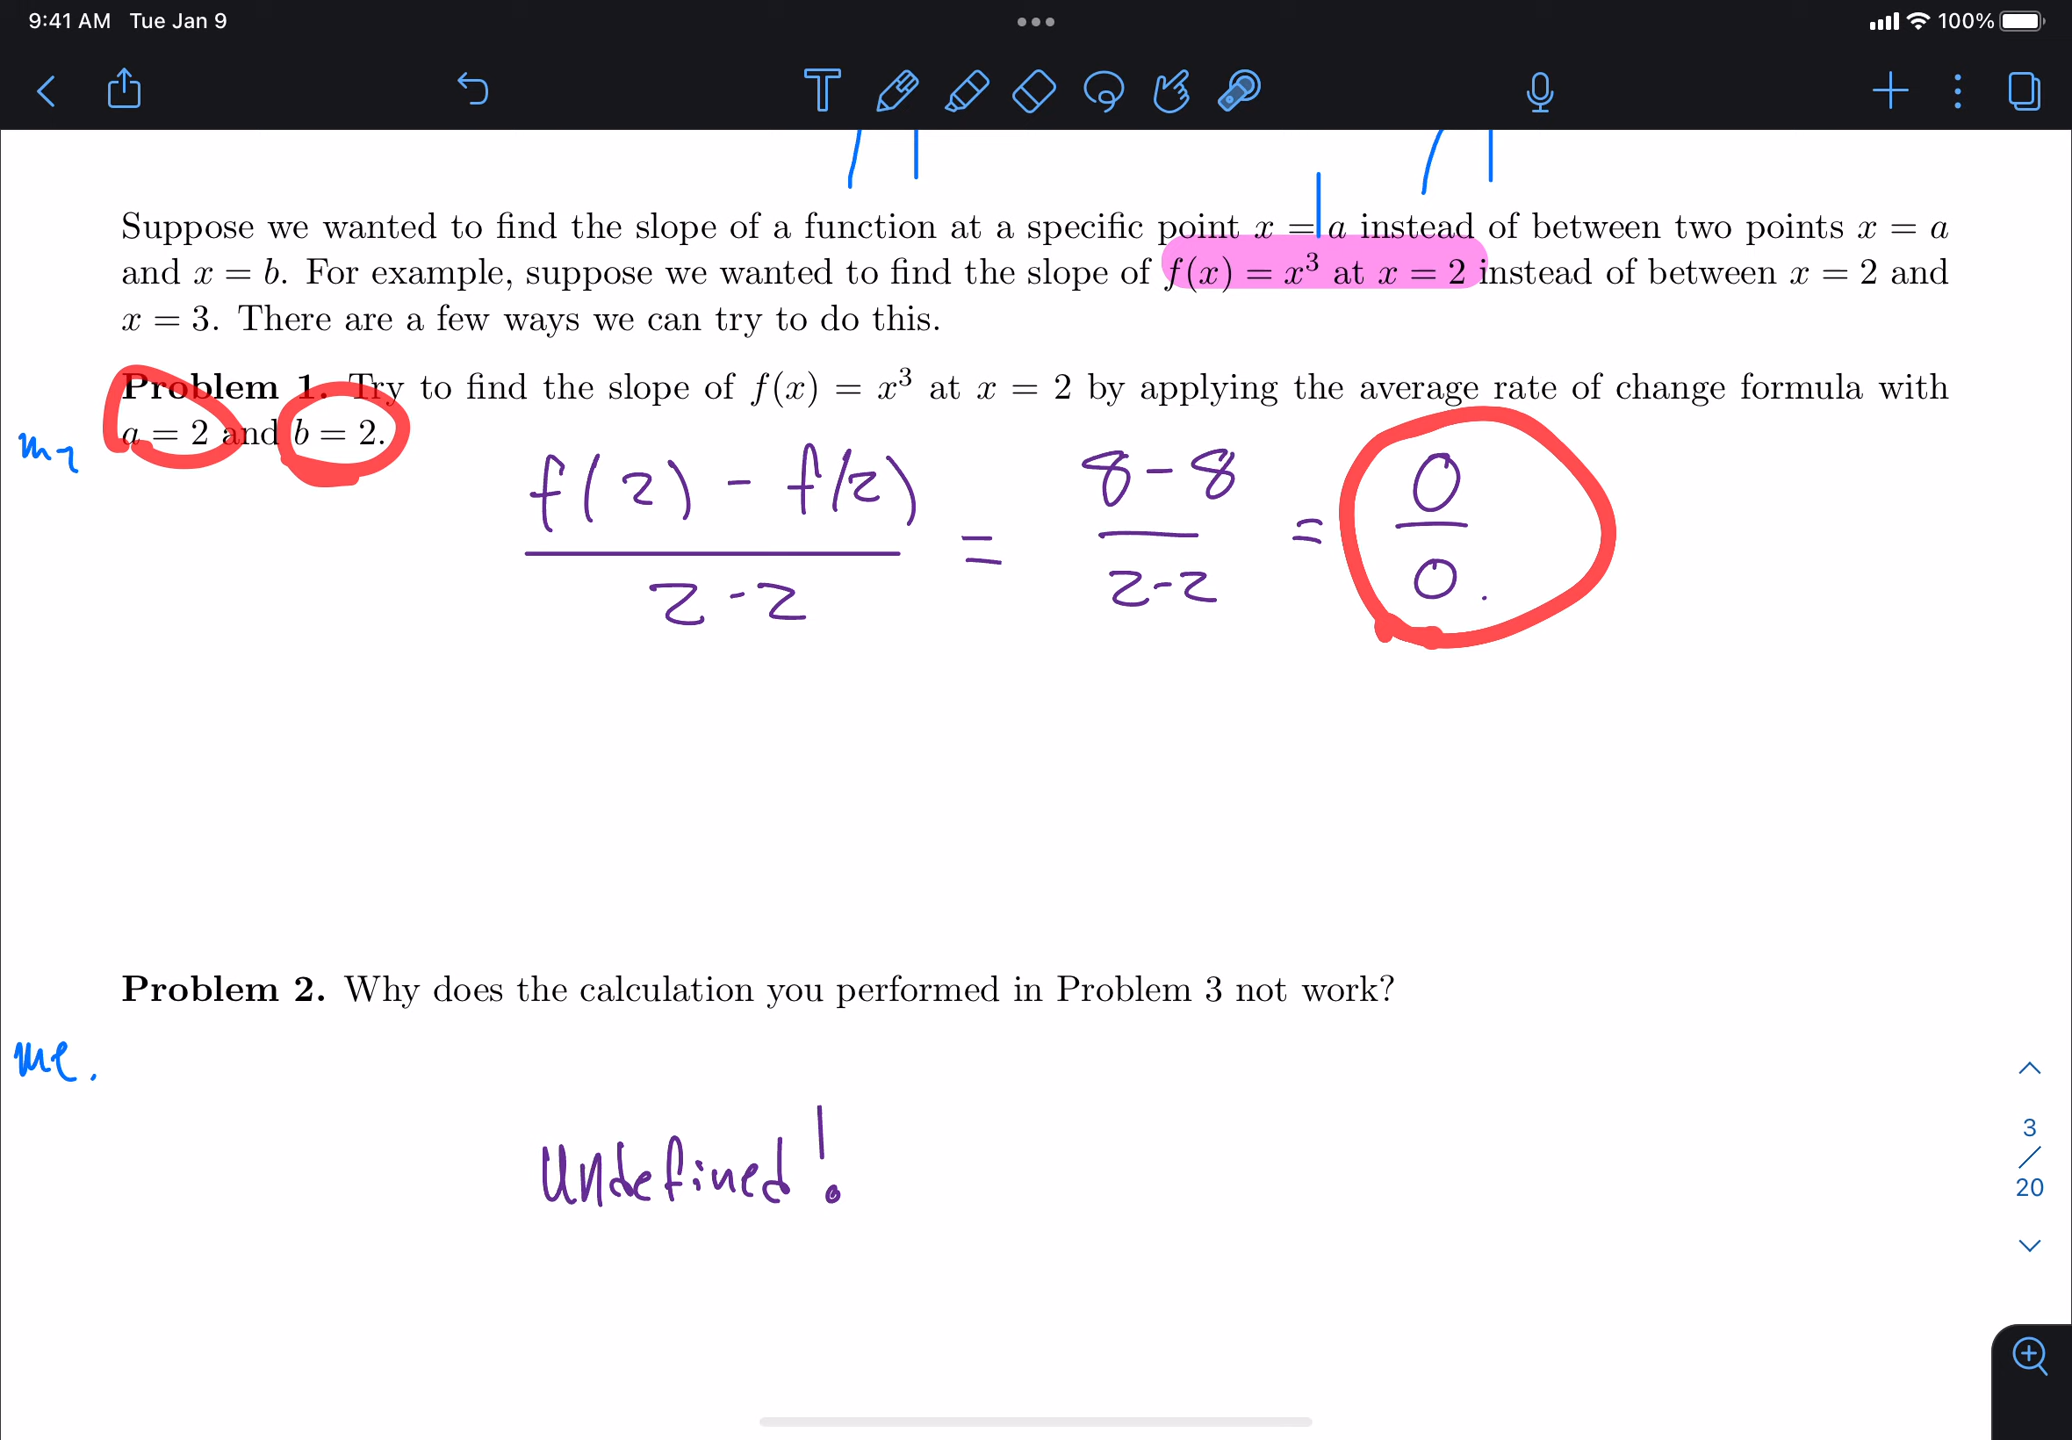 9:41 AM Tue Jan 9 100%
Suppose we wanted to find the slope of a function at a specific point x = a instead of between two points x = a
and x = b. For example, suppose we wanted to find the slope of f(x) = x³ at x = 2 instead of between x = 2 and
x = 3. There are a few ways we can try to do this.
Problem 1. Try to find the slope of f(x) = x³ at x = 2 by applying the average rate of change formula with
a = 2 and b = 2.
f(2) - f(2) / 2-2 = 8-8 / 2-2 = 0 / 0.
Problem 2. Why does the calculation you performed in Problem 3 not work?
me.
Undefined!
3
/
20